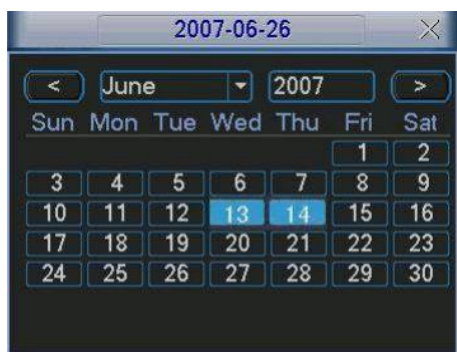 2007-06-26
< June 2007 >
Sun Mon Tue Wed Thu Fri Sat
1 2
3 4 5 6 7 8 9
10 11 12 13 14 15 16
17 18 19 20 21 22 23
24 25 26 27 28 29 30